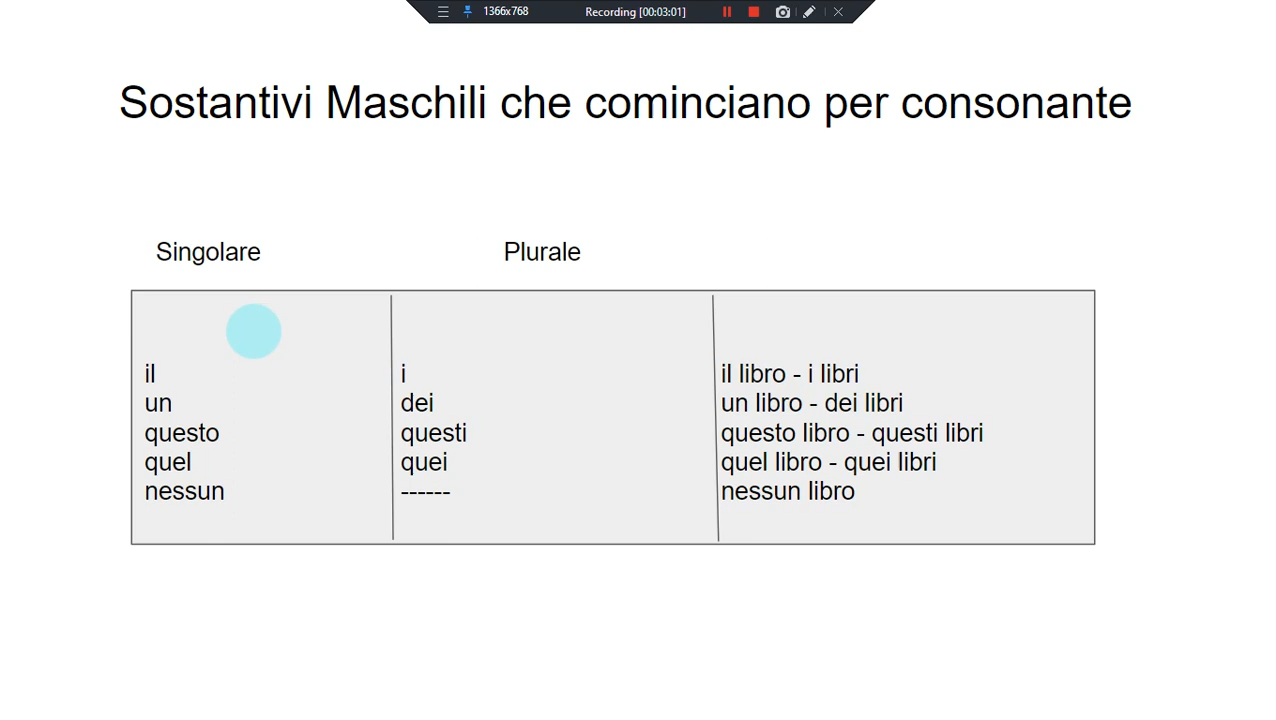 1366x768 Recording [00:03:01]
Sostantivi Maschili che cominciano per consonante
Singolare Plurale
il i il libro - i libri
un dei un libro - dei libri
questo questi questo libro - questi libri
quel quei quel libro - quei libri
nessun ------ nessun libro